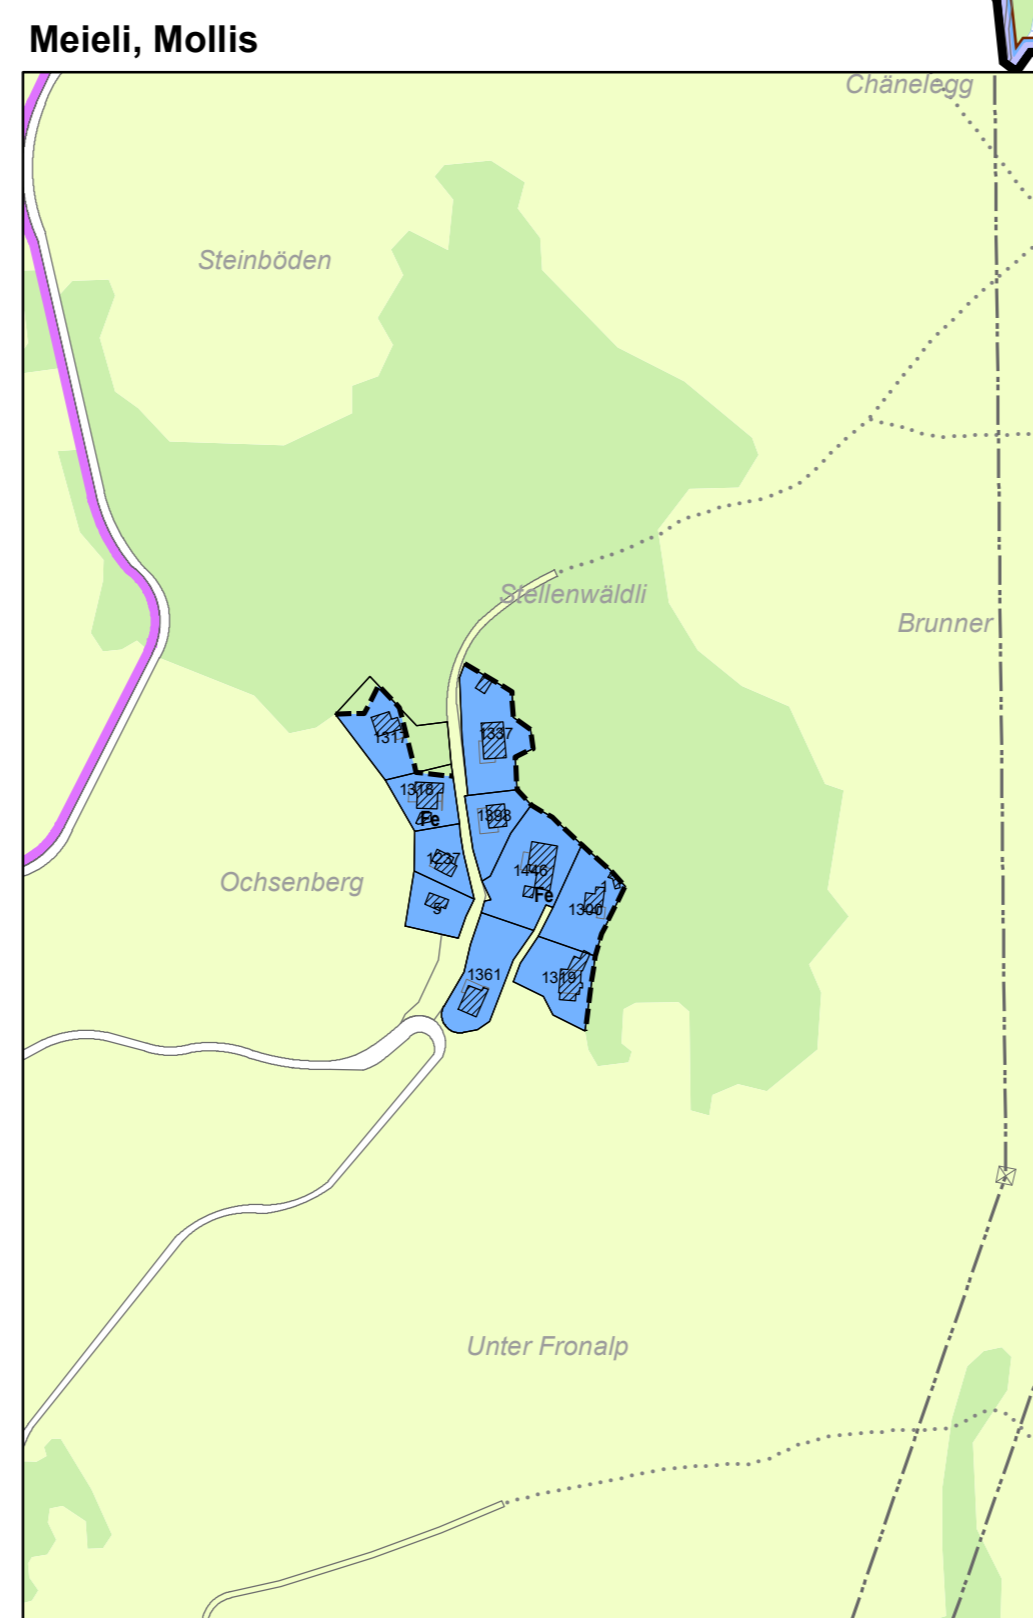 Meieli, Mollis
Chänelegg
Steinböden
Stellenwäldli
Brunner
1317
1337
1318
Fe
1398
1237
1446
Fe
Ochsenberg
1300
1361
1319
Unter Fronalp